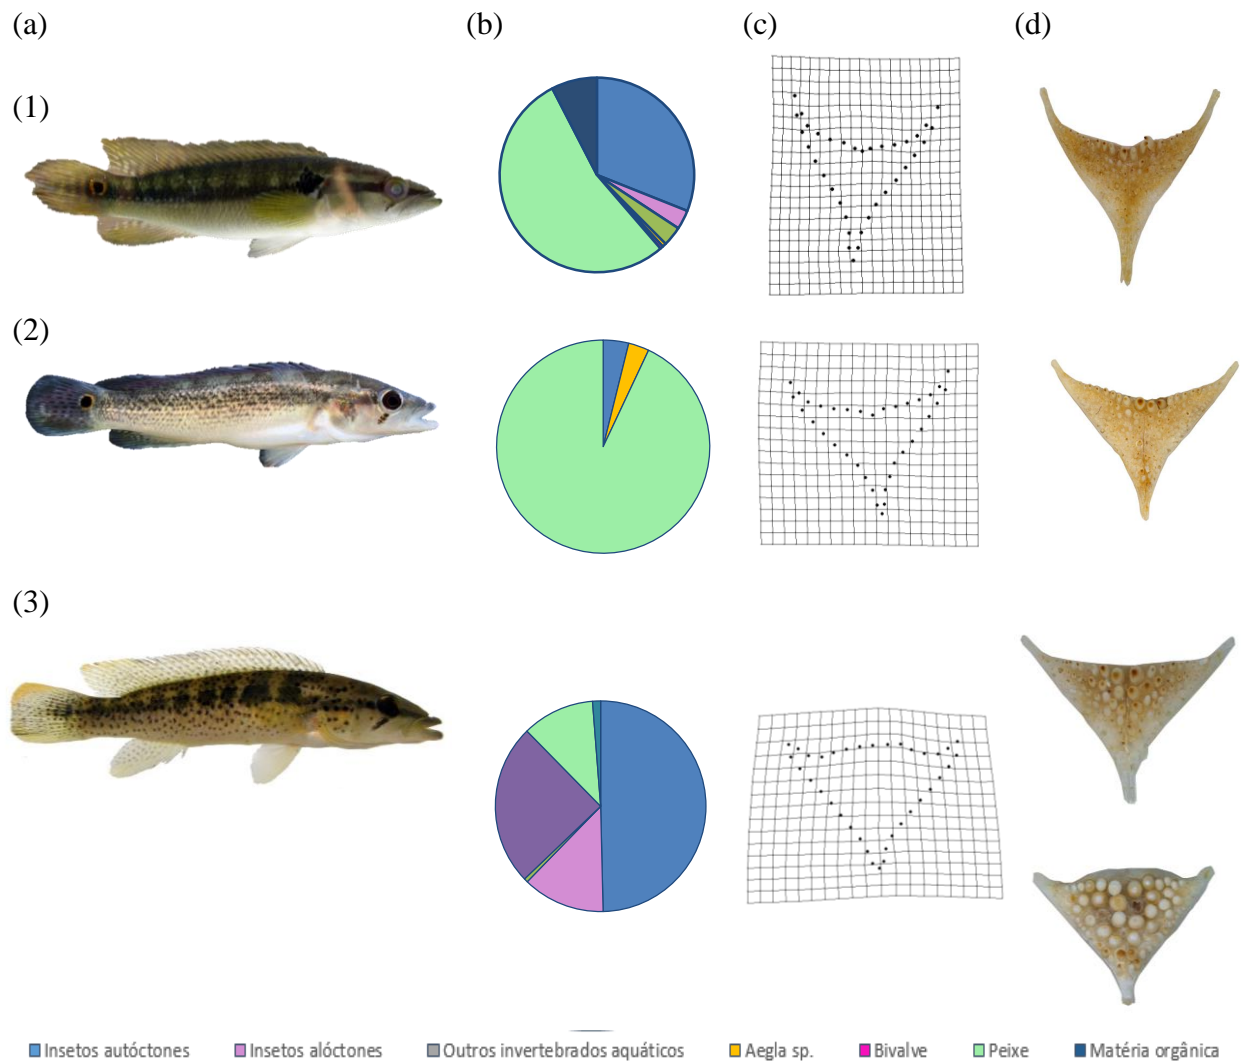 (a) (b) (c) (d)
(1)
(2)
(3)
Insetos autóctones Insetos alóctones Outros invertebrados aquáticos Aegla sp. Bivalve Peixe Matéria orgânica